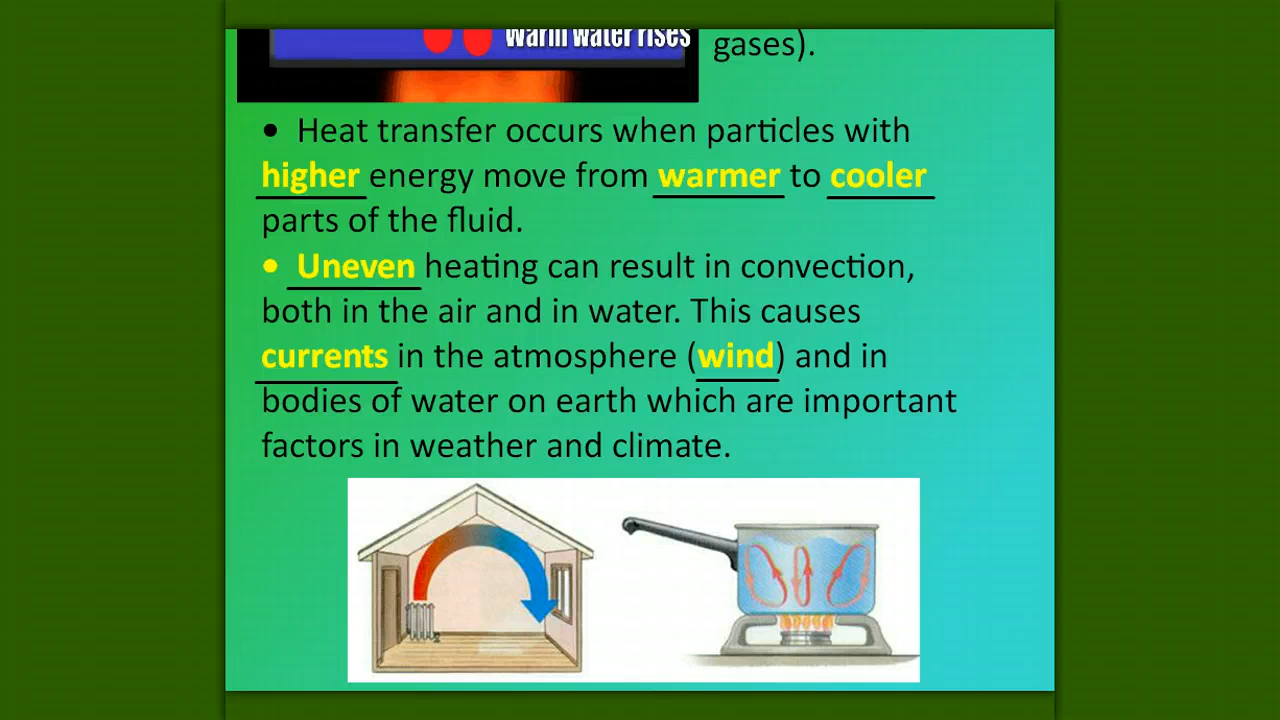 Warm water rises
gases).
• Heat transfer occurs when particles with
higher energy move from warmer to cooler
parts of the fluid.
• Uneven heating can result in convection,
both in the air and in water. This causes
currents in the atmosphere (wind) and in
bodies of water on earth which are important
factors in weather and climate.